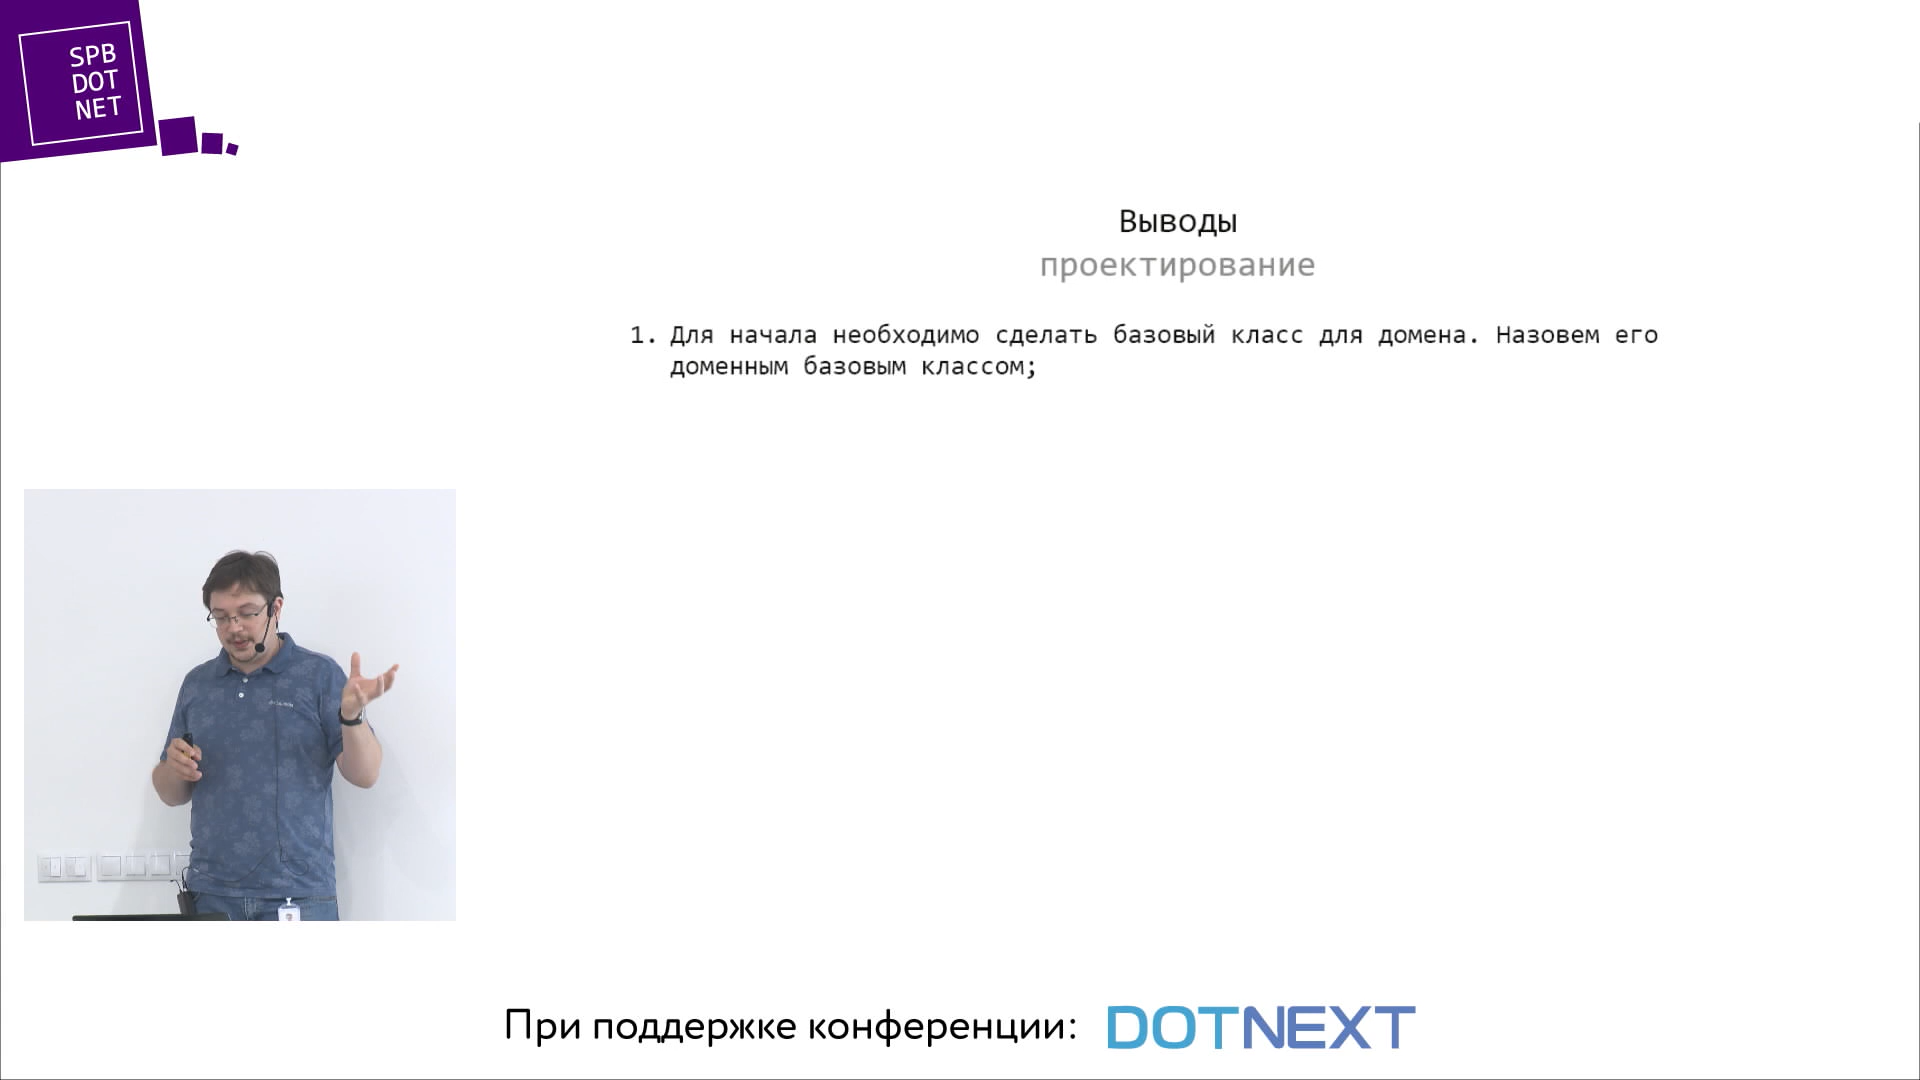 SPB
DOT
NET
Выводы
проектирование
1. Для начала необходимо сделать базовый класс для домена. Назовем его
доменным базовым классом;
При поддержке конференции: DOTNEXT